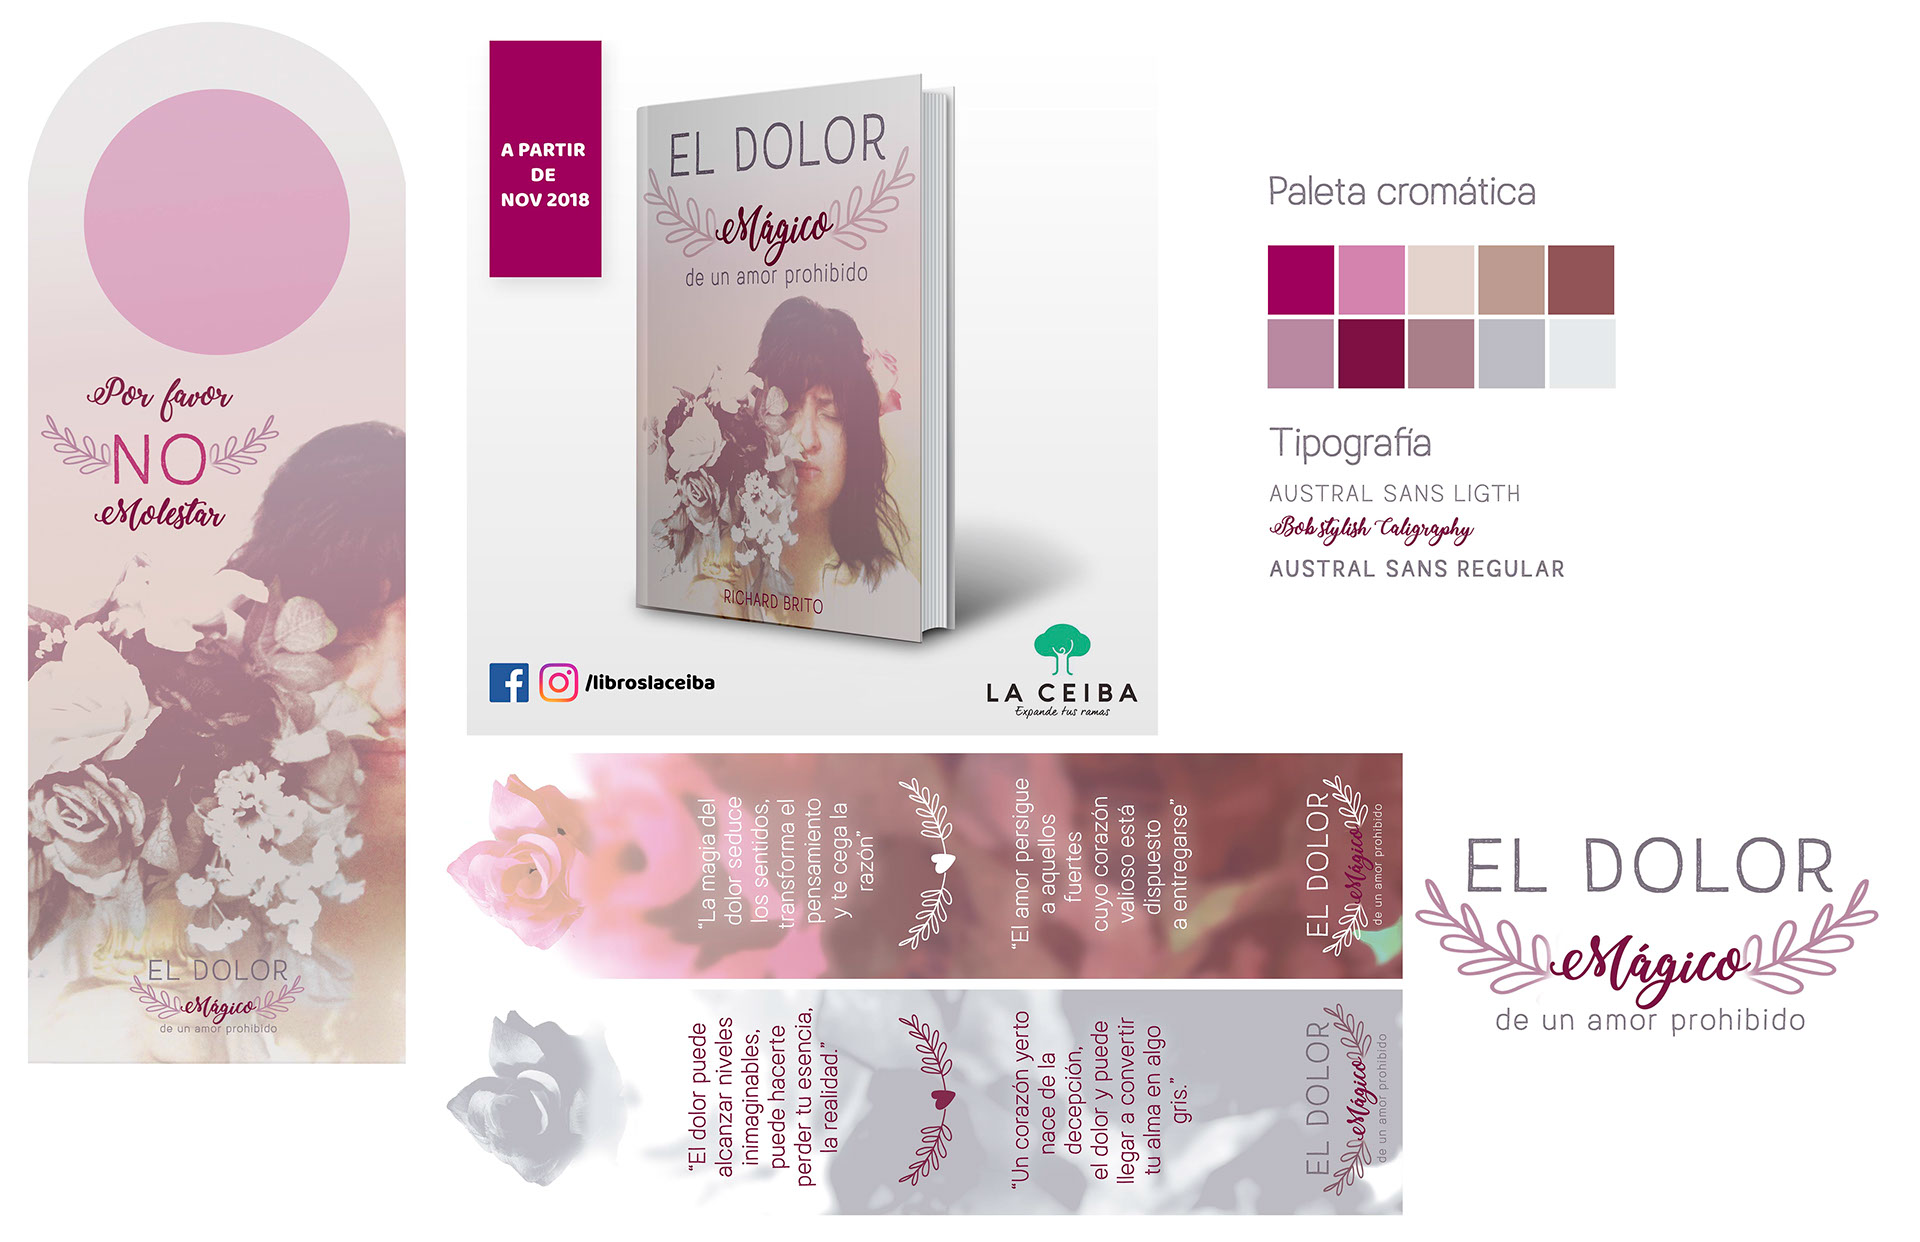 Por favor
NO
Molestar
EL DOLOR
Mágico
de un amor prohibido
A PARTIR
DE
NOV 2018
EL DOLOR
Mágico
de un amor prohibido
RICHARD BRITO
/libroslaceiba
LA CEIBA
Expande tus ramas
Paleta cromática
Tipografía
AUSTRAL SANS LIGTH
Bob stylish Caligraphy
AUSTRAL SANS REGULAR
“La magia del
dolor seduce
los sentidos,
transforma el
pensamiento
y te cega la
razón”
“El amor persigue
a aquellos
fuertes
cuyo corazón
valioso está
dispuesto
a entregarse”
EL DOLOR
Mágico
de un amor prohibido
“El dolor puede
alcanzar niveles
inimaginables,
puede hacerte
perder tu esencia,
la realidad.”
“Un corazón yerto
nace de la
decepción,
el dolor y puede
llegar a convertir
tu alma en algo
gris.”
EL DOLOR
Mágico
de un amor prohibido
EL DOLOR
Mágico
de un amor prohibido